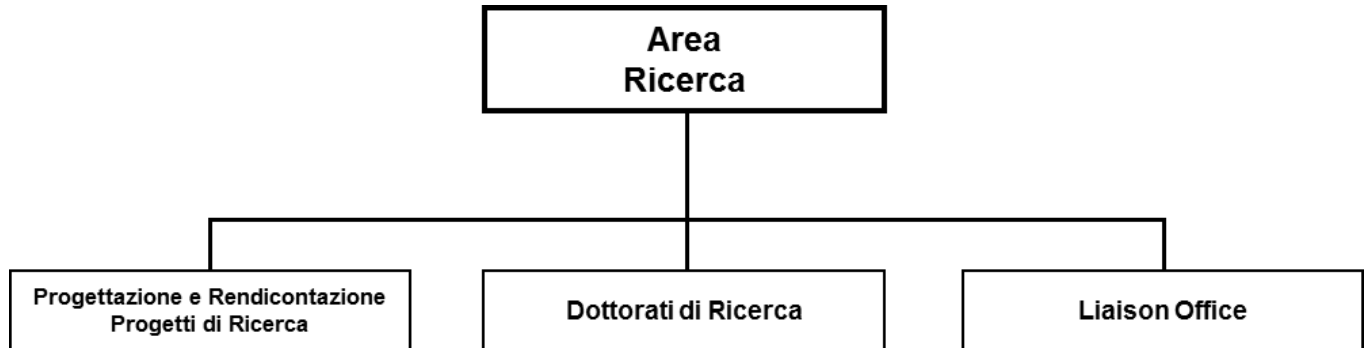 Area
Ricerca
Progettazione e Rendicontazione
Progetti di Ricerca
Dottorati di Ricerca
Liaison Office